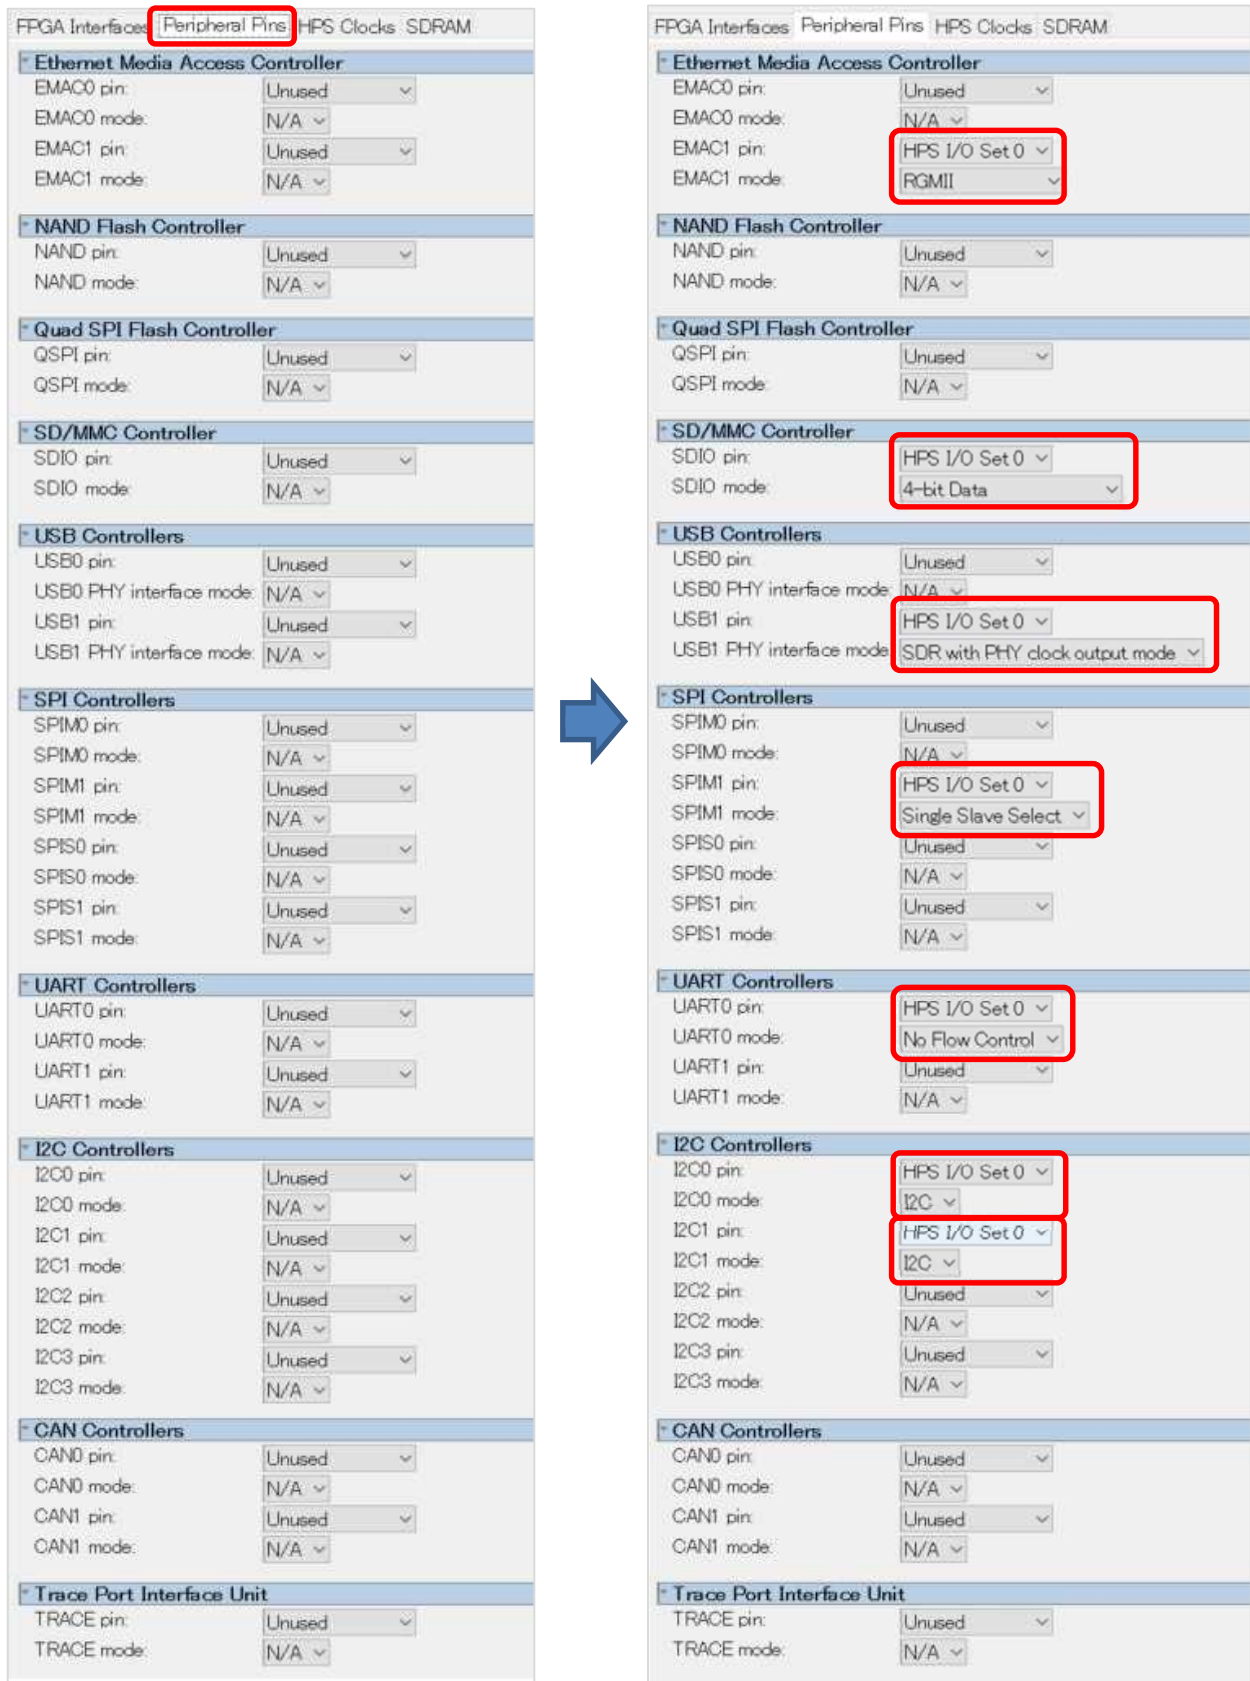 FPGA Interfaces Peripheral Pins HPS Clocks SDRAM
Ethernet Media Access Controller
EMAC0 pin: Unused
EMAC0 mode: N/A
EMAC1 pin: Unused
EMAC1 mode: N/A
NAND Flash Controller
NAND pin: Unused
NAND mode: N/A
Quad SPI Flash Controller
QSPI pin: Unused
QSPI mode: N/A
SD/MMC Controller
SDIO pin: Unused
SDIO mode: N/A
USB Controllers
USB0 pin: Unused
USB0 PHY interface mode: N/A
USB1 pin: Unused
USB1 PHY interface mode: N/A
SPI Controllers
SPIM0 pin: Unused
SPIM0 mode: N/A
SPIM1 pin: Unused
SPIM1 mode: N/A
SPIS0 pin: Unused
SPIS0 mode: N/A
SPIS1 pin: Unused
SPIS1 mode: N/A
UART Controllers
UART0 pin: Unused
UART0 mode: N/A
UART1 pin: Unused
UART1 mode: N/A
I2C Controllers
I2C0 pin: Unused
I2C0 mode: N/A
I2C1 pin: Unused
I2C1 mode: N/A
I2C2 pin: Unused
I2C2 mode: N/A
I2C3 pin: Unused
I2C3 mode: N/A
CAN Controllers
CAN0 pin: Unused
CAN0 mode: N/A
CAN1 pin: Unused
CAN1 mode: N/A
Trace Port Interface Unit
TRACE pin: Unused
TRACE mode: N/A
FPGA Interfaces Peripheral Pins HPS Clocks SDRAM
Ethernet Media Access Controller
EMAC0 pin: Unused
EMAC0 mode: N/A
EMAC1 pin: HPS I/O Set 0
EMAC1 mode: RGMII
NAND Flash Controller
NAND pin: Unused
NAND mode: N/A
Quad SPI Flash Controller
QSPI pin: Unused
QSPI mode: N/A
SD/MMC Controller
SDIO pin: HPS I/O Set 0
SDIO mode: 4-bit Data
USB Controllers
USB0 pin: Unused
USB0 PHY interface mode: N/A
USB1 pin: HPS I/O Set 0
USB1 PHY interface mode: SDR with PHY clock output mode
SPI Controllers
SPIM0 pin: Unused
SPIM0 mode: N/A
SPIM1 pin: HPS I/O Set 0
SPIM1 mode: Single Slave Select
SPIS0 pin: Unused
SPIS0 mode: N/A
SPIS1 pin: Unused
SPIS1 mode: N/A
UART Controllers
UART0 pin: HPS I/O Set 0
UART0 mode: No Flow Control
UART1 pin: Unused
UART1 mode: N/A
I2C Controllers
I2C0 pin: HPS I/O Set 0
I2C0 mode: I2C
I2C1 pin: HPS I/O Set 0
I2C1 mode: I2C
I2C2 pin: Unused
I2C2 mode: N/A
I2C3 pin: Unused
I2C3 mode: N/A
CAN Controllers
CAN0 pin: Unused
CAN0 mode: N/A
CAN1 pin: Unused
CAN1 mode: N/A
Trace Port Interface Unit
TRACE pin: Unused
TRACE mode: N/A